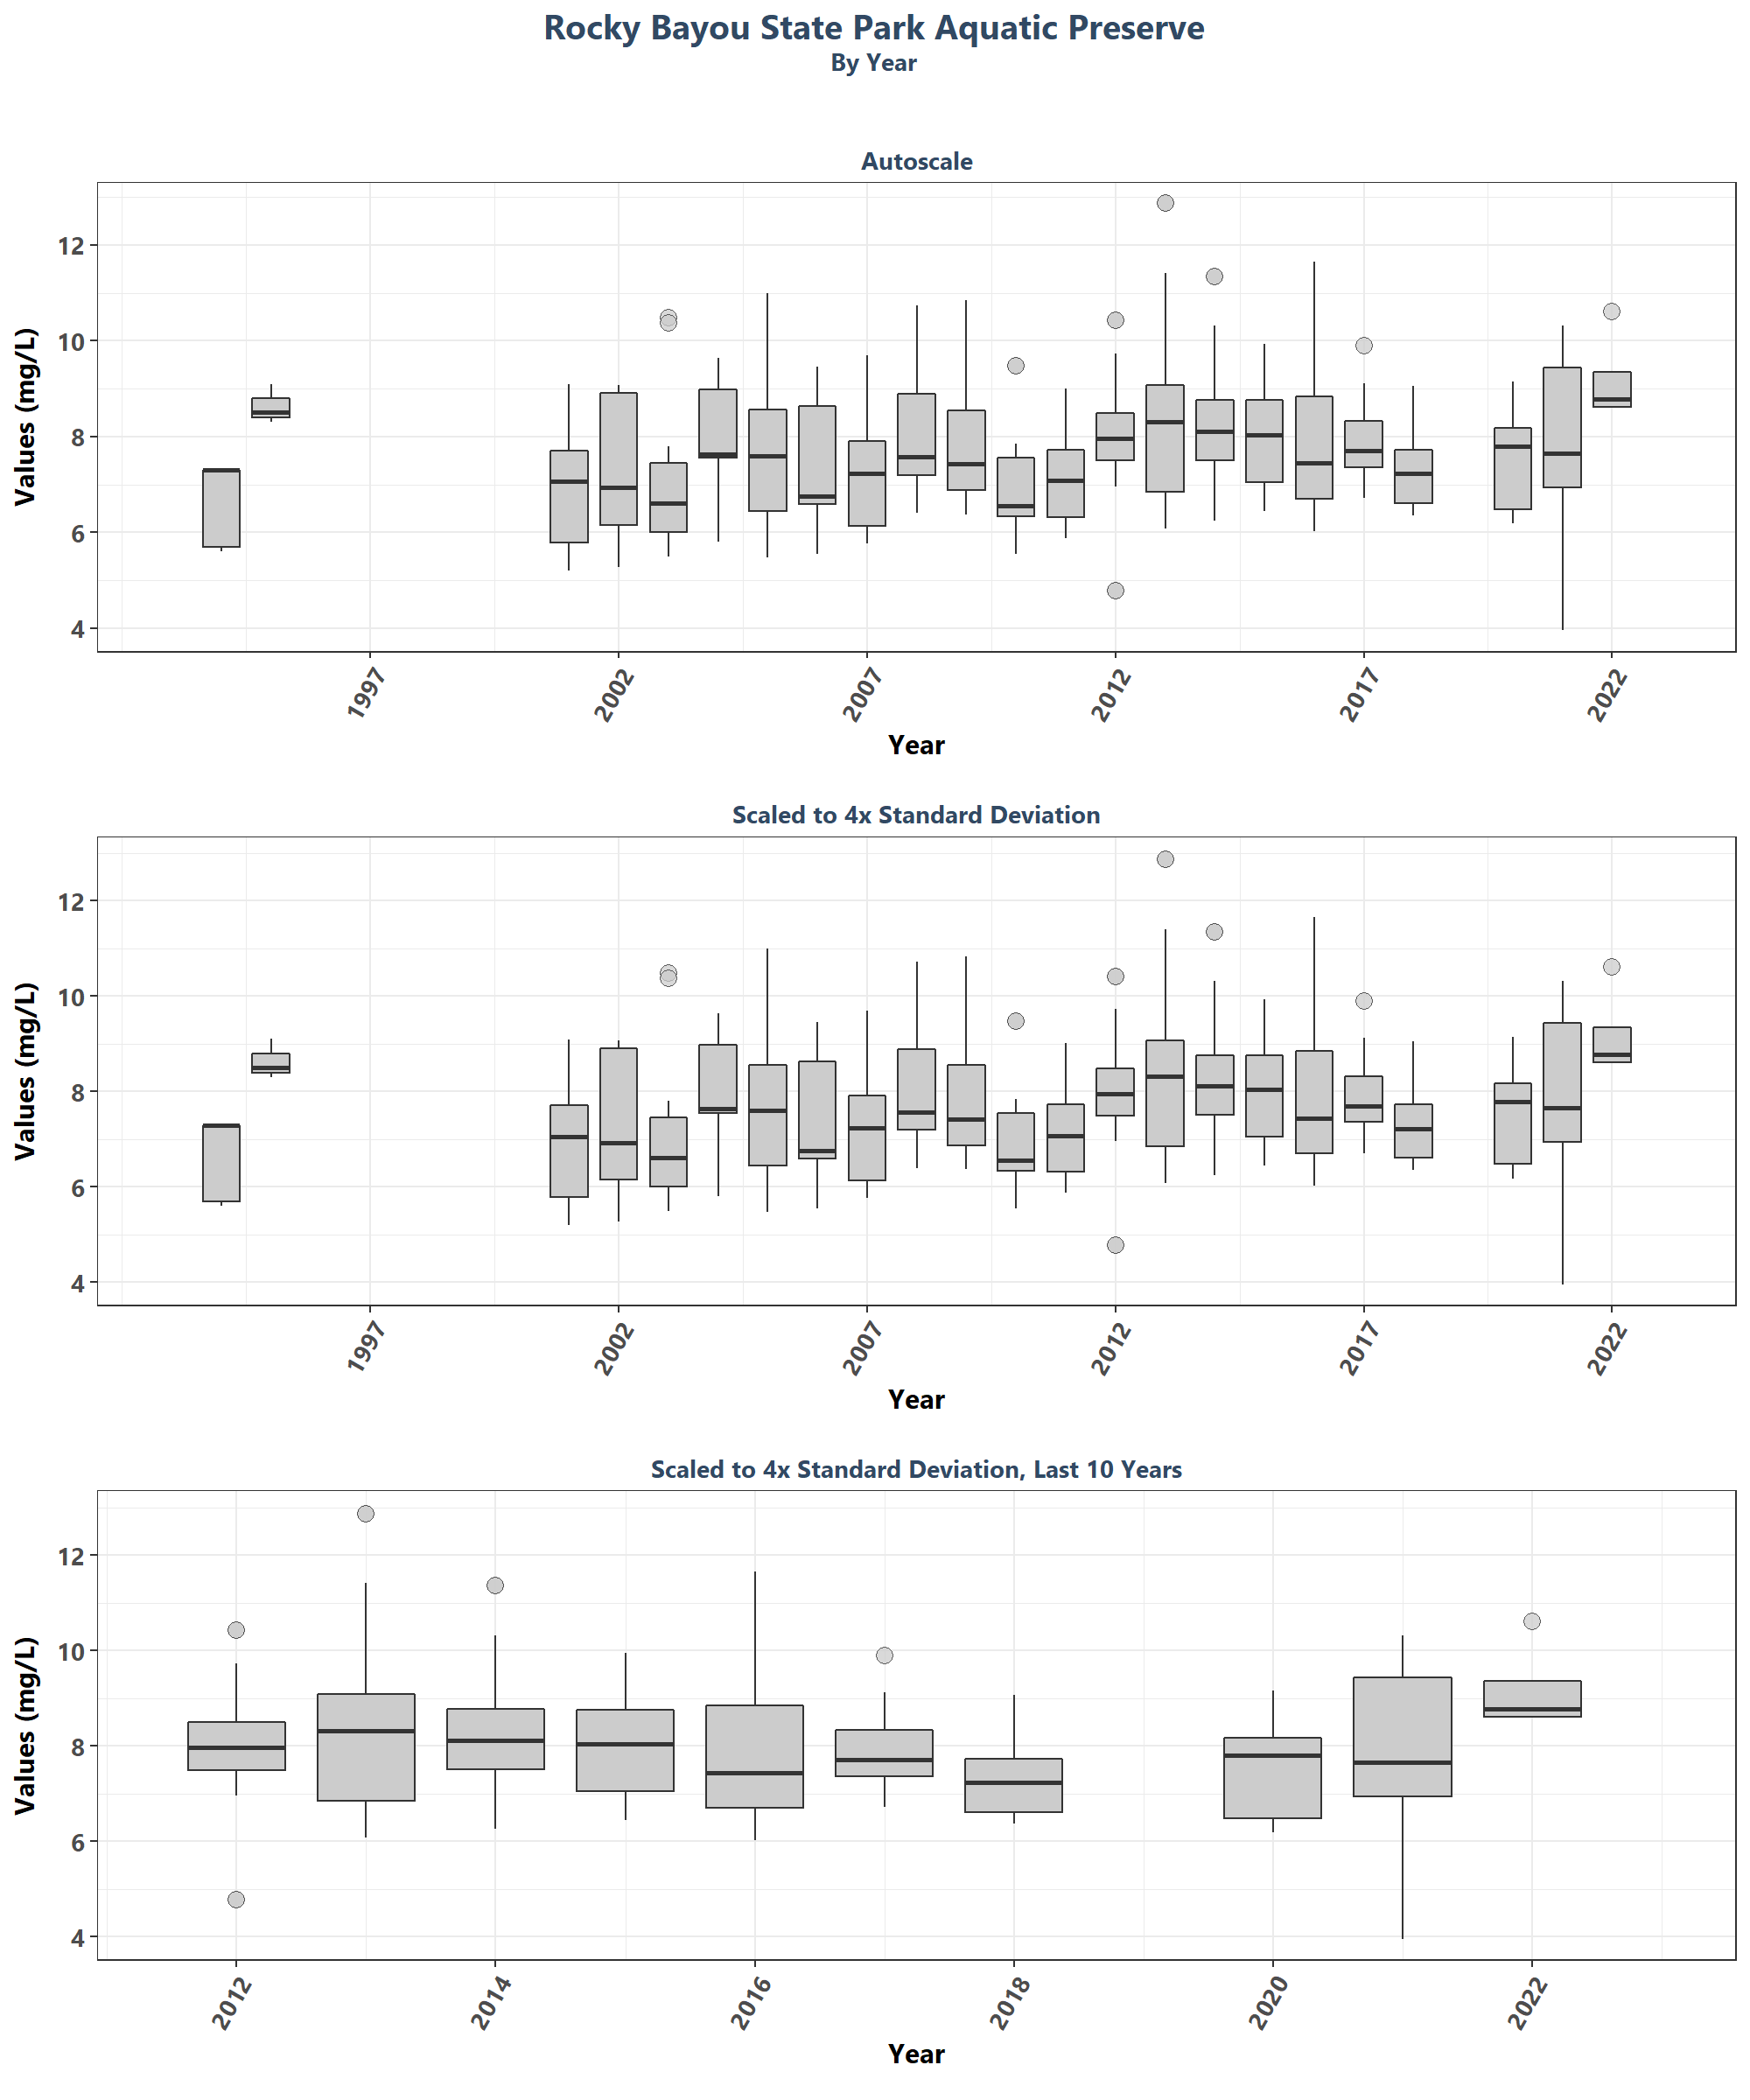 Rocky Bayou State Park Aquatic Preserve
By Year
Autoscale
Values (mg/L)
12
10
8
6
4
1997 2002 2007 2012 2017 2022
Year
Scaled to 4x Standard Deviation
Values (mg/L)
12
10
8
6
4
1997 2002 2007 2012 2017 2022
Year
Scaled to 4x Standard Deviation, Last 10 Years
Values (mg/L)
12
10
8
6
4
2012 2014 2016 2018 2020 2022
Year